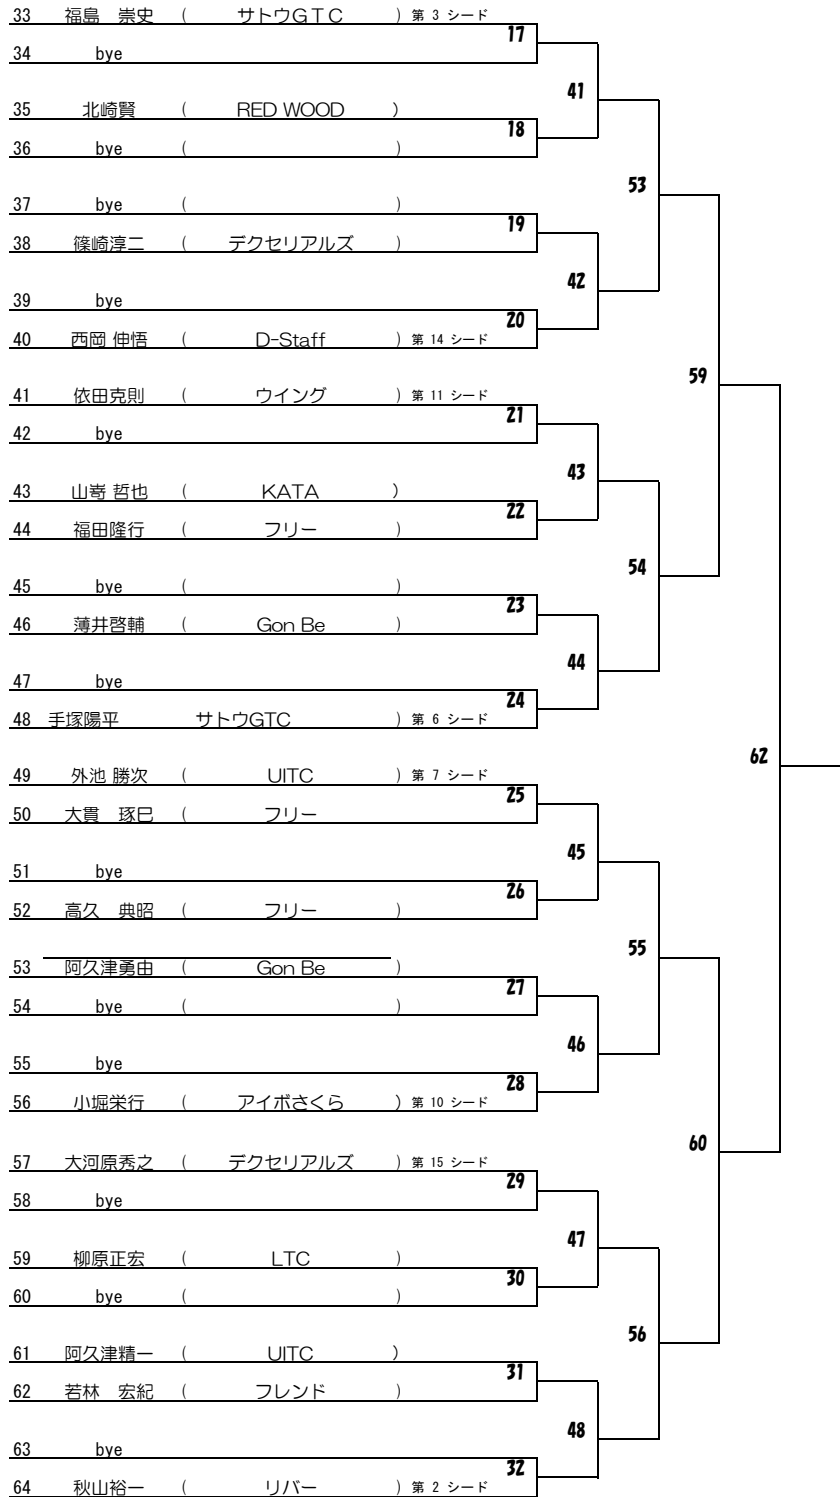 33 福島 崇史 ( サトウGTC ) 第 3 シード
17
34 bye
41
35 北崎賢 ( RED WOOD )
18
36 bye ( )
53
37 bye ( )
19
38 篠崎淳二 ( デクセリアルズ )
42
39 bye
20
40 西岡 伸悟 ( D-Staff ) 第 14 シード
59
41 依田克則 ( ウイング ) 第 11 シード
21
42 bye
43
43 山嵜 哲也 ( KATA )
22
44 福田隆行 ( フリー )
54
45 bye ( )
23
46 薄井啓輔 ( Gon Be )
44
47 bye
24
48 手塚陽平 サトウGTC ) 第 6 シード
62
49 外池 勝次 ( UITC ) 第 7 シード
25
50 大貫 琢巳 ( フリー
45
51 bye
26
52 高久 典昭 ( フリー )
55
53 阿久津勇由 ( Gon Be )
27
54 bye ( )
46
55 bye
28
56 小堀栄行 ( アイボさくら ) 第 10 シード
60
57 大河原秀之 ( デクセリアルズ ) 第 15 シード
29
58 bye
47
59 柳原正宏 ( LTC )
30
60 bye ( )
56
61 阿久津精一 ( UITC )
31
62 若林 宏紀 ( フレンド )
48
63 bye
32
64 秋山裕一 ( リバー ) 第 2 シード